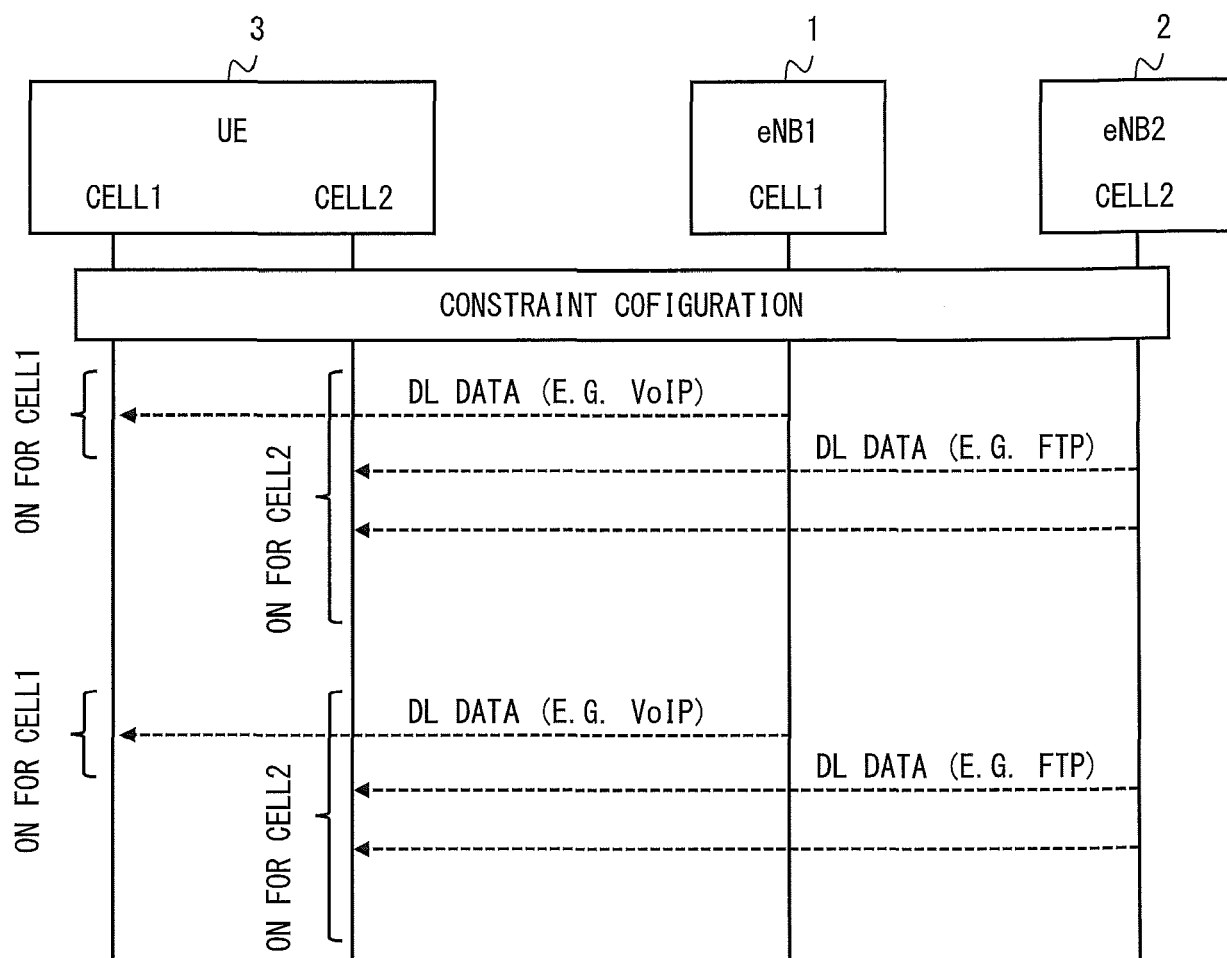 3
1
2
UE
eNB1
eNB2
CELL1
CELL2
CELL1
CELL2
CONSTRAINT COFIGURATION
ON FOR CELL1
DL DATA (E.G. VoIP)
DL DATA (E.G. FTP)
ON FOR CELL2
ON FOR CELL1
DL DATA (E.G. VoIP)
DL DATA (E.G. FTP)
ON FOR CELL2